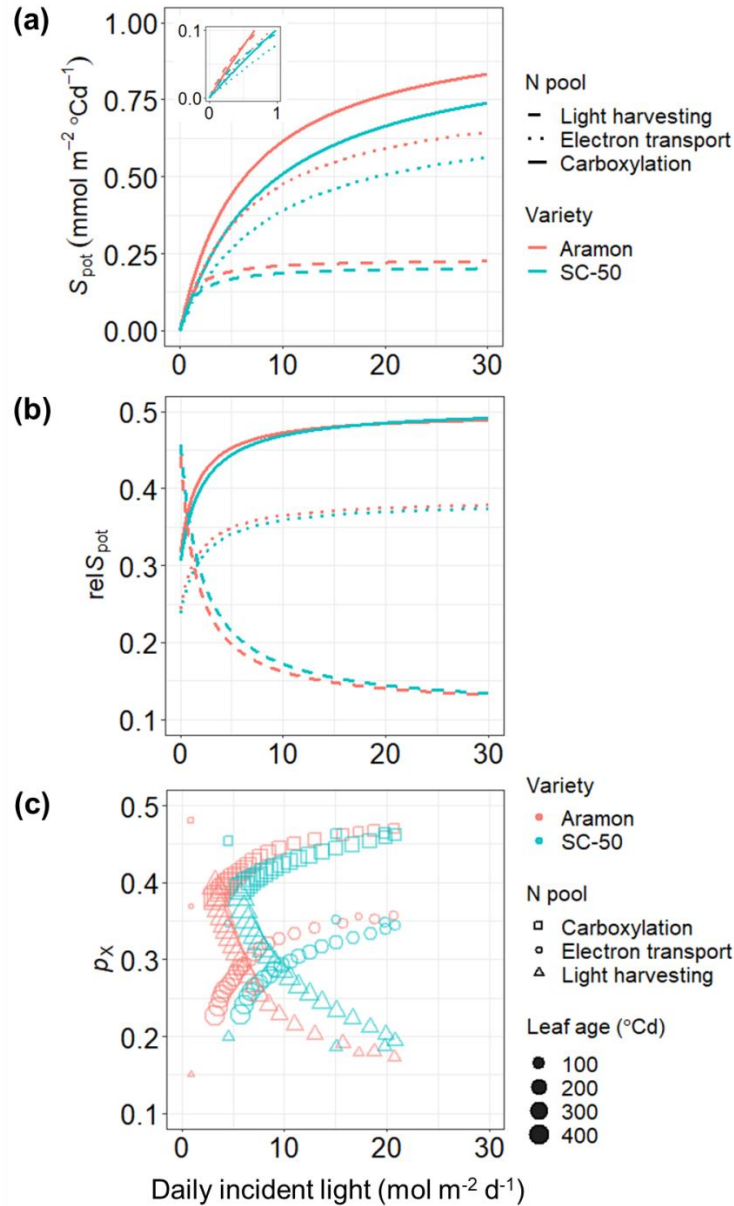 (a)
1.00
0.75
0.50
0.25
0.00
S_pot (mmol m⁻² °Cd⁻¹)
0.1
0.0
0 1
0 10 20 30
N pool
Light harvesting
Electron transport
Carboxylation
Variety
Aramon
SC-50
(b)
0.5
0.4
0.3
0.2
0.1
relS_pot
0 10 20 30
(c)
0.5
0.4
0.3
0.2
0.1
p_X
0 10 20 30
Daily incident light (mol m⁻² d⁻¹)
Variety
Aramon
SC-50
N pool
Carboxylation
Electron transport
Light harvesting
Leaf age (°Cd)
100
200
300
400